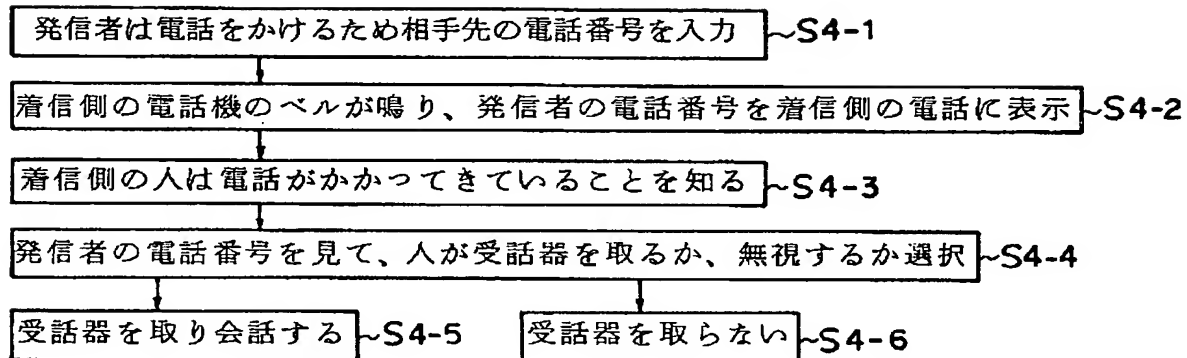 発信者は電話をかけるため相手先の電話番号を入力 ~S4-1
着信側の電話機のベルが鳴り、発信者の電話番号を着信側の電話に表示 ~S4-2
着信側の人は電話がかかってきていることを知る ~S4-3
発信者の電話番号を見て、人が受話器を取るか、無視するか選択 ~S4-4
受話器を取り会話する ~S4-5 受話器を取らない ~S4-6